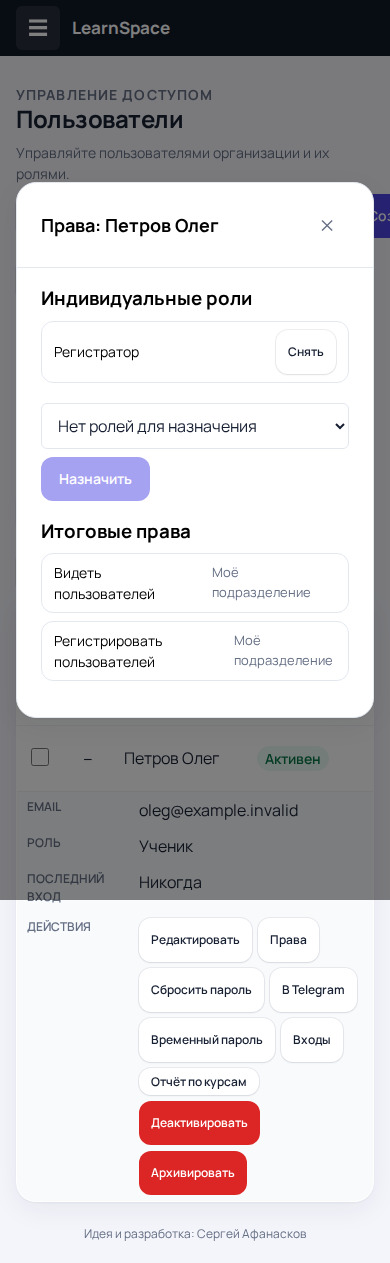 ☰ LearnSpace
УПРАВЛЕНИЕ ДОСТУПОМ
Пользователи
Управляйте пользователями организации и их
ролями.
Соз
Права: Петров Олег ×
Индивидуальные роли
Регистратор Снять
Нет ролей для назначения
Назначить
Итоговые права
Видеть Моё
пользователей подразделение
Регистрировать Моё
пользователей подразделение
– Петров Олег Активен
EMAIL oleg@example.invalid
РОЛЬ Ученик
ПОСЛЕДНИЙ Никогда
ВХОД
ДЕЙСТВИЯ Редактировать Права
Сбросить пароль В Telegram
Временный пароль Входы
Отчёт по курсам
Деактивировать
Архивировать
Идея и разработка: Сергей Афанасков